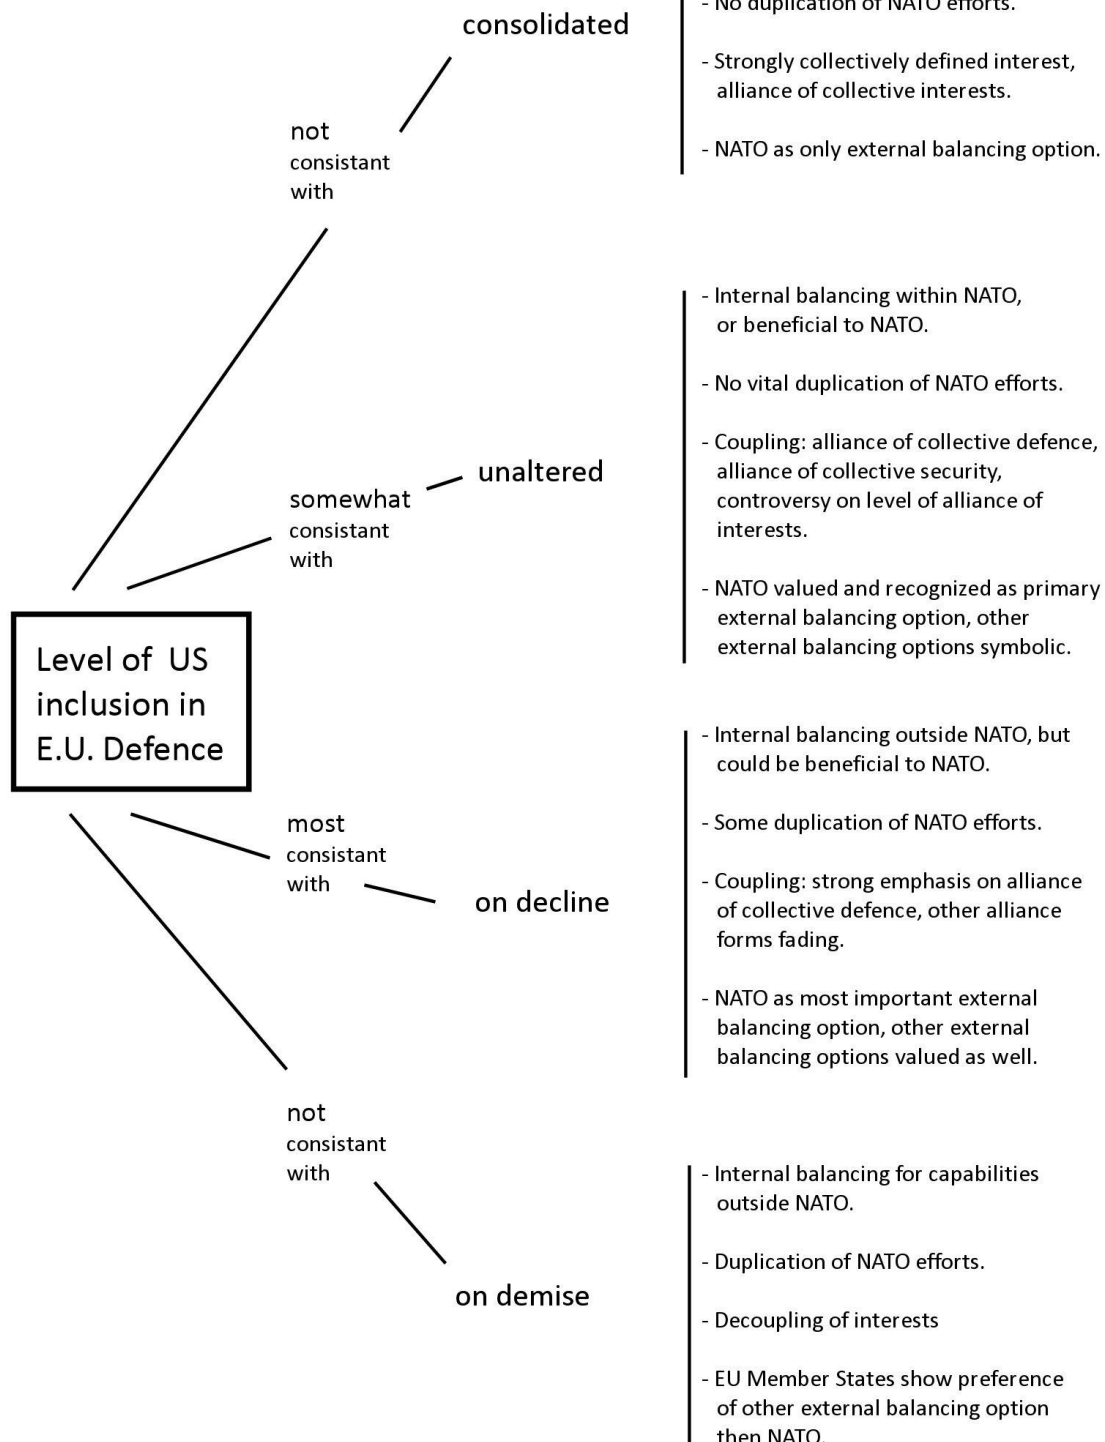 - No duplication of NATO efforts.
consolidated
- Strongly collectively defined interest,
alliance of collective interests.
not
consistant
with
- NATO as only external balancing option.
- Internal balancing within NATO,
or beneficial to NATO.
- No vital duplication of NATO efforts.
- Coupling: alliance of collective defence,
alliance of collective security,
controversy on level of alliance of
interests.
unaltered
somewhat
consistant
with
- NATO valued and recognized as primary
external balancing option, other
external balancing options symbolic.
Level of US
inclusion in
E.U. Defence
- Internal balancing outside NATO, but
could be beneficial to NATO.
- Some duplication of NATO efforts.
most
consistant
with
on decline
- Coupling: strong emphasis on alliance
of collective defence, other alliance
forms fading.
- NATO as most important external
balancing option, other external
balancing options valued as well.
not
consistant
with
- Internal balancing for capabilities
outside NATO.
- Duplication of NATO efforts.
on demise
- Decoupling of interests
- EU Member States show preference
of other external balancing option
then NATO.